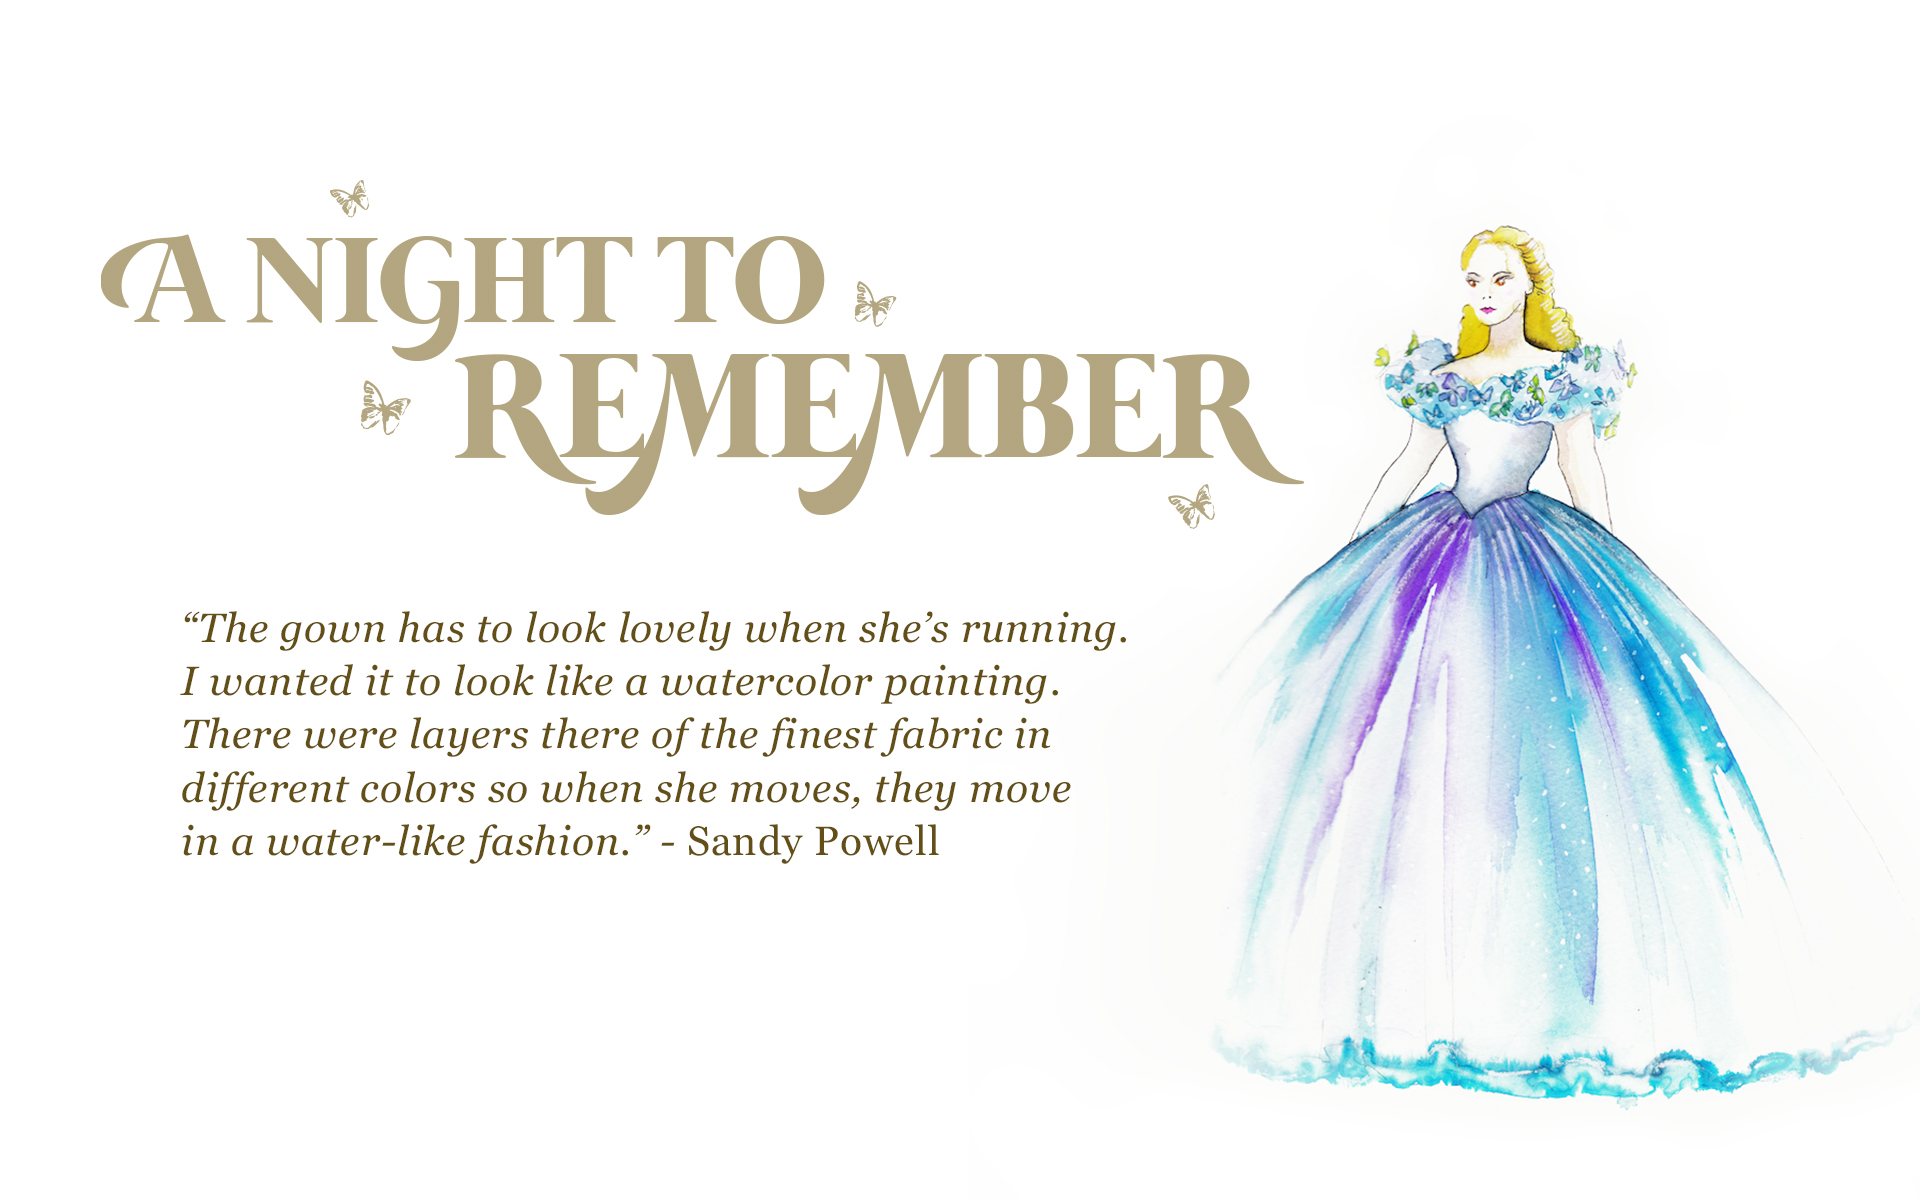 A NIGHT TO
REMEMBER
“The gown has to look lovely when she’s running.
I wanted it to look like a watercolor painting.
There were layers there of the finest fabric in
different colors so when she moves, they move
in a water-like fashion.” - Sandy Powell